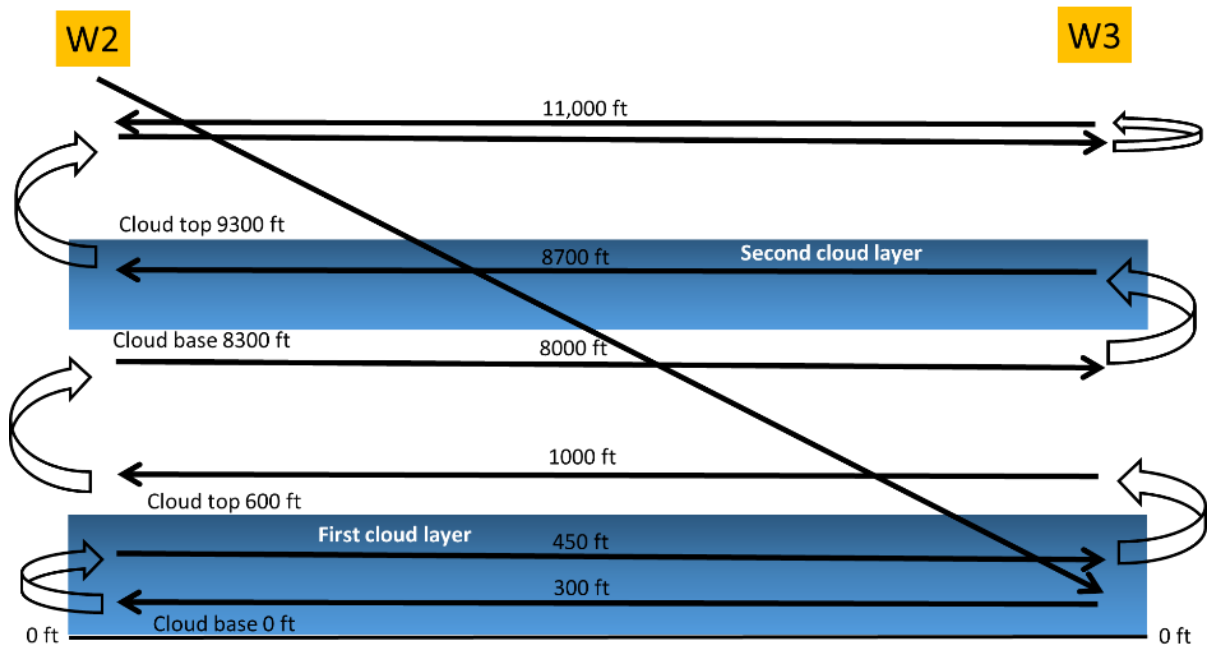 W2
W3
11,000 ft
Cloud top 9300 ft
Second cloud layer
8700 ft
Cloud base 8300 ft
8000 ft
1000 ft
Cloud top 600 ft
First cloud layer
450 ft
300 ft
Cloud base 0 ft
0 ft
0 ft